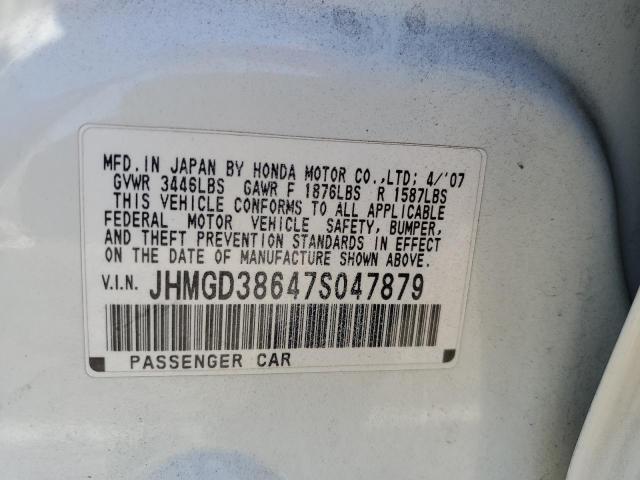 MFD. IN JAPAN BY HONDA MOTOR CO.,LTD; 4/'07
GVWR 3446LBS GAWR F 1876LBS R 1587LBS
THIS VEHICLE CONFORMS TO ALL APPLICABLE
FEDERAL MOTOR VEHICLE SAFETY, BUMPER,
AND THEFT PREVENTION STANDARDS IN EFFECT
ON THE DATE OF MANUFACTURE SHOWN ABOVE.
V.I.N. JHMGD38647S047879
PASSENGER CAR